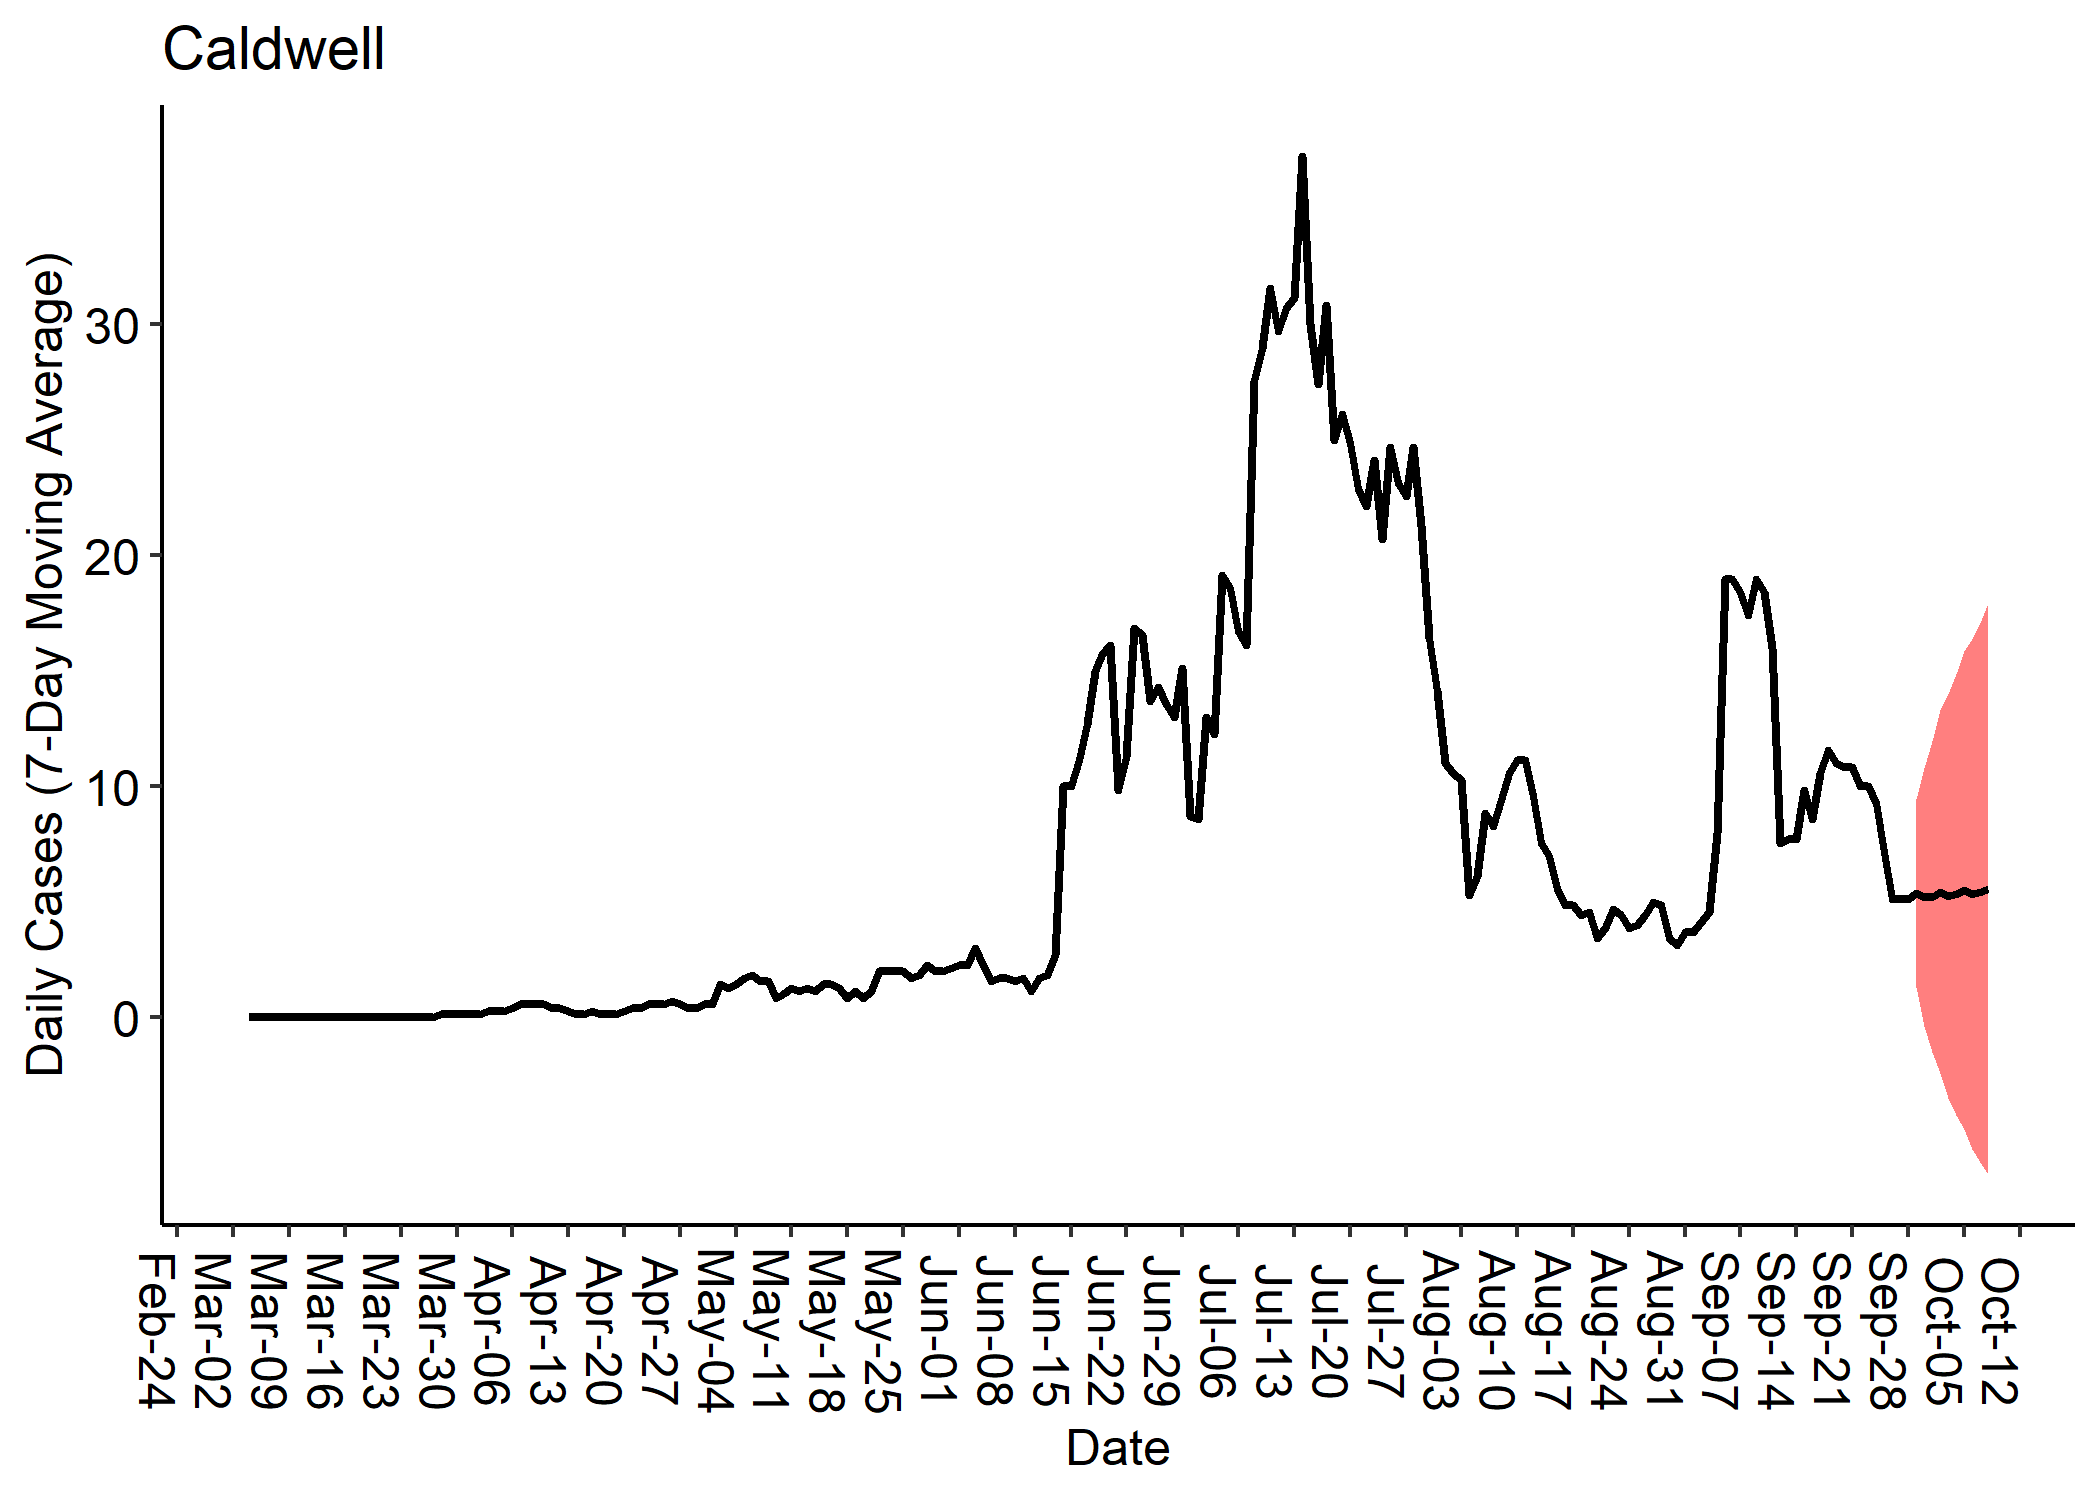 Caldwell
Daily Cases (7-Day Moving Average)
30
20
10
0
Feb-24
Mar-02
Mar-09
Mar-16
Mar-23
Mar-30
Apr-06
Apr-13
Apr-20
Apr-27
May-04
May-11
May-18
May-25
Jun-01
Jun-08
Jun-15
Jun-22
Jun-29
Jul-06
Jul-13
Jul-20
Jul-27
Aug-03
Aug-10
Aug-17
Aug-24
Aug-31
Sep-07
Sep-14
Sep-21
Sep-28
Oct-05
Oct-12
Date